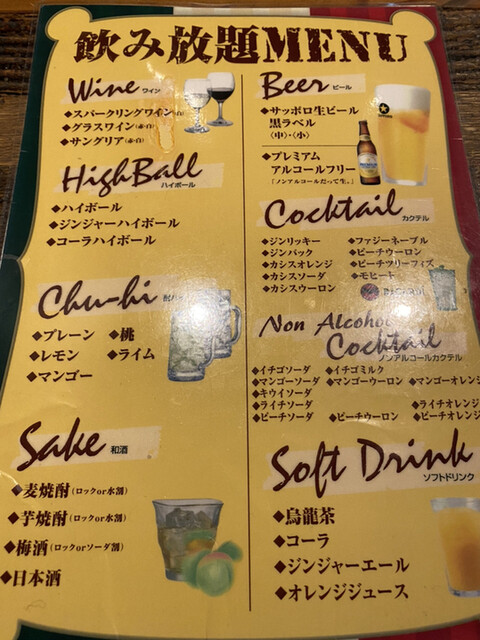 飲み放題MENU
Wine ワイン
◆スパークリングワイン(白)
◆グラスワイン(赤・白)
◆サングリア(赤・白)
HighBall
ハイボール
◆ハイボール
◆ジンジャーハイボール
◆コーラハイボール
Chu-hi
◆プレーン ◆桃
◆レモン ◆ライム
◆マンゴー
Sake 和酒
◆麦焼酎(ロックor水割)
◆芋焼酎(ロックor水割)
◆梅酒(ロックorソーダ割)
◆日本酒
Beer ビール
◆サッポロ生ビール
黒ラベル
〈中〉・〈小〉
◆プレミアム
アルコールフリー
「ノンアルコールだって生。」
Cocktail カクテル
◆ジンリッキー ◆ファジーネーブル
◆ジンバック ◆ピーチウーロン
◆カシスオレンジ ◆ピーチツリーフィズ
◆カシスソーダ ◆モヒート
◆カシスウーロン BACARDI
Non Alcohol
Cocktail
ノンアルコールカクテル
◆イチゴソーダ ◆イチゴミルク
◆マンゴーソーダ ◆マンゴーウーロン ◆マンゴーオレンジ
◆キウイソーダ
◆ライチソーダ ◆ライチオレンジ
◆ピーチソーダ ◆ピーチウーロン ◆ピーチオレンジ
Soft Drink
ソフトドリンク
◆烏龍茶
◆コーラ
◆ジンジャーエール
◆オレンジジュース